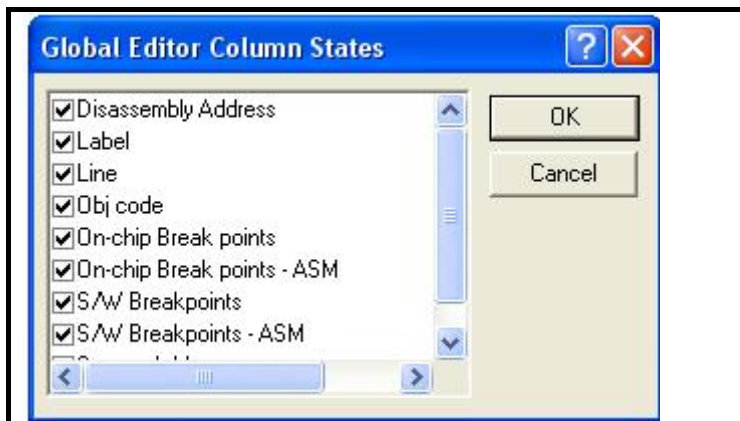 Global Editor Column States
Disassembly Address
OK
Label
Line
Cancel
Obj code
On-chip Break points
On-chip Break points - ASM
S/W Breakpoints
S/W Breakpoints - ASM